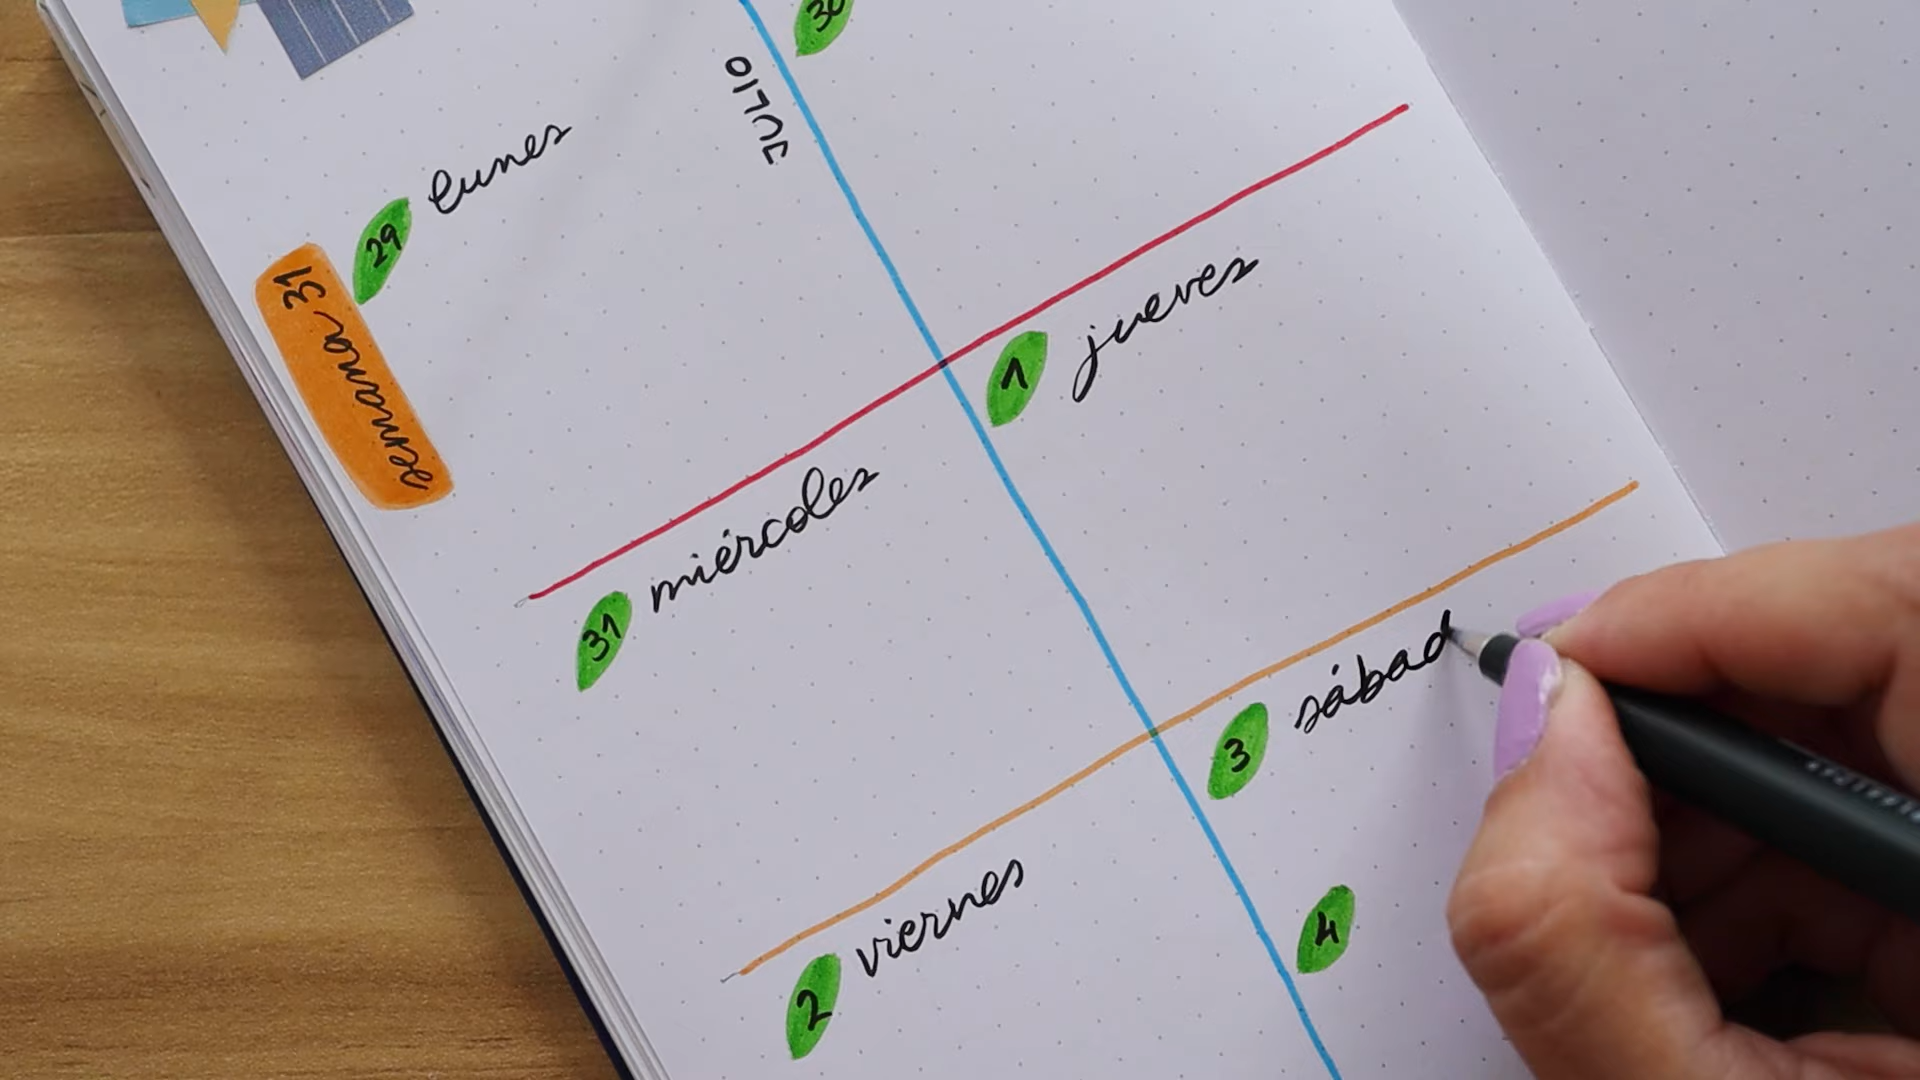 30
JULIO
29 lunes
semana 31
1 jueves
31 miércoles
3 sábad
2 viernes
4